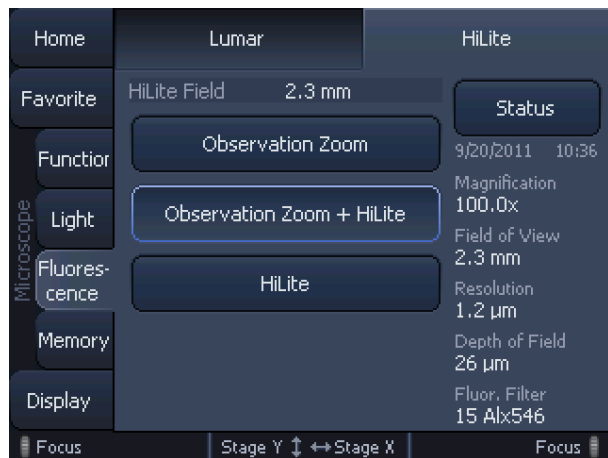 Home
Lumar
HiLite
Favorite
HiLite Field 2.3 mm
Status
Observation Zoom
9/20/2011 10:36
Microscope
Function
Magnification
100.0x
Light
Observation Zoom + HiLite
Field of View
2.3 mm
Fluores-
cence
HiLite
Resolution
1.2 µm
Memory
Depth of Field
26 µm
Display
Fluor. Filter
15 Alx546
Focus
Stage Y
Stage X
Focus